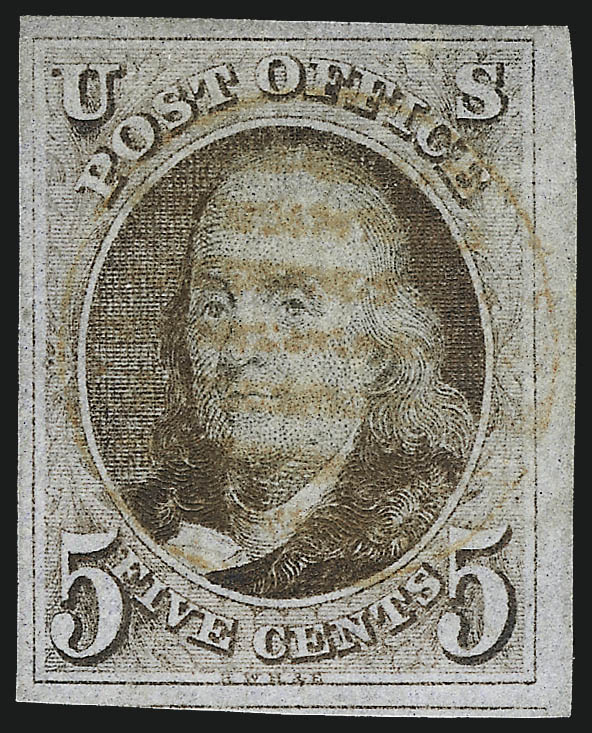 U S
POST OFFICE
5 FIVE CENTS 5
R W H & E